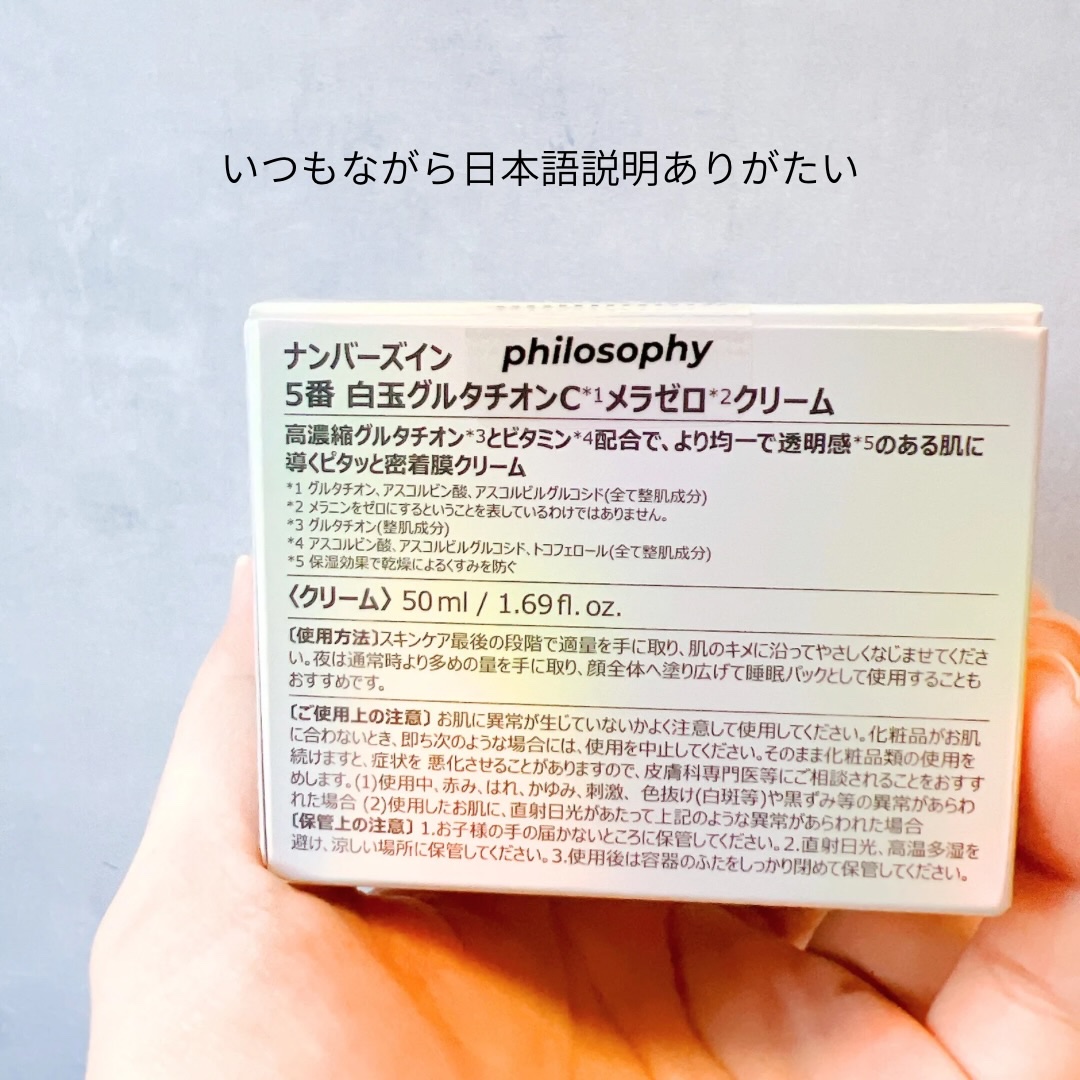 いつもながら日本語説明ありがたい
ナンバーズイン philosophy
5番 白玉グルタチオンC*1メラゼロ*2クリーム
高濃縮グルタチオン*3とビタミン*4配合で、より均一で透明感*5のある肌に
導くピタッと密着膜クリーム
*1 グルタチオン、アスコルビン酸、アスコルビルグルコシド(全て整肌成分)
*2 メラニンをゼロにするということを表しているわけではありません。
*3 グルタチオン(整肌成分)
*4 アスコルビン酸、アスコルビルグルコシド、トコフェロール(全て整肌成分)
*5 保湿効果で乾燥によるくすみを防ぐ
〈クリーム〉 50ml / 1.69fl.oz.
〔使用方法〕スキンケア最後の段階で適量を手に取り、肌のキメに沿ってやさしくなじませてくださ
い。夜は通常時より多めの量を手に取り、顔全体へ塗り広げて睡眠パックとして使用することも
おすすめです。
〔ご使用上の注意〕お肌に異常が生じていないかよく注意して使用してください。化粧品がお肌
に合わないとき、即ち次のような場合には、使用を中止してください。そのまま化粧品類の使用を
続けますと、症状を 悪化させることがありますので、皮膚科専門医等にご相談されることをおすす
めします。(1)使用中、赤み、はれ、かゆみ、刺激、 色抜け(白斑等)や黒ずみ等の異常があらわ
れた場合 (2)使用したお肌に、直射日光があたって上記のような異常があらわれた場合
〔保管上の注意〕1.お子様の手の届かないところに保管してください。2.直射日光、高温多湿を
避け、涼しい場所に保管してください。3.使用後は容器のふたをしっかり閉めて保管してください。